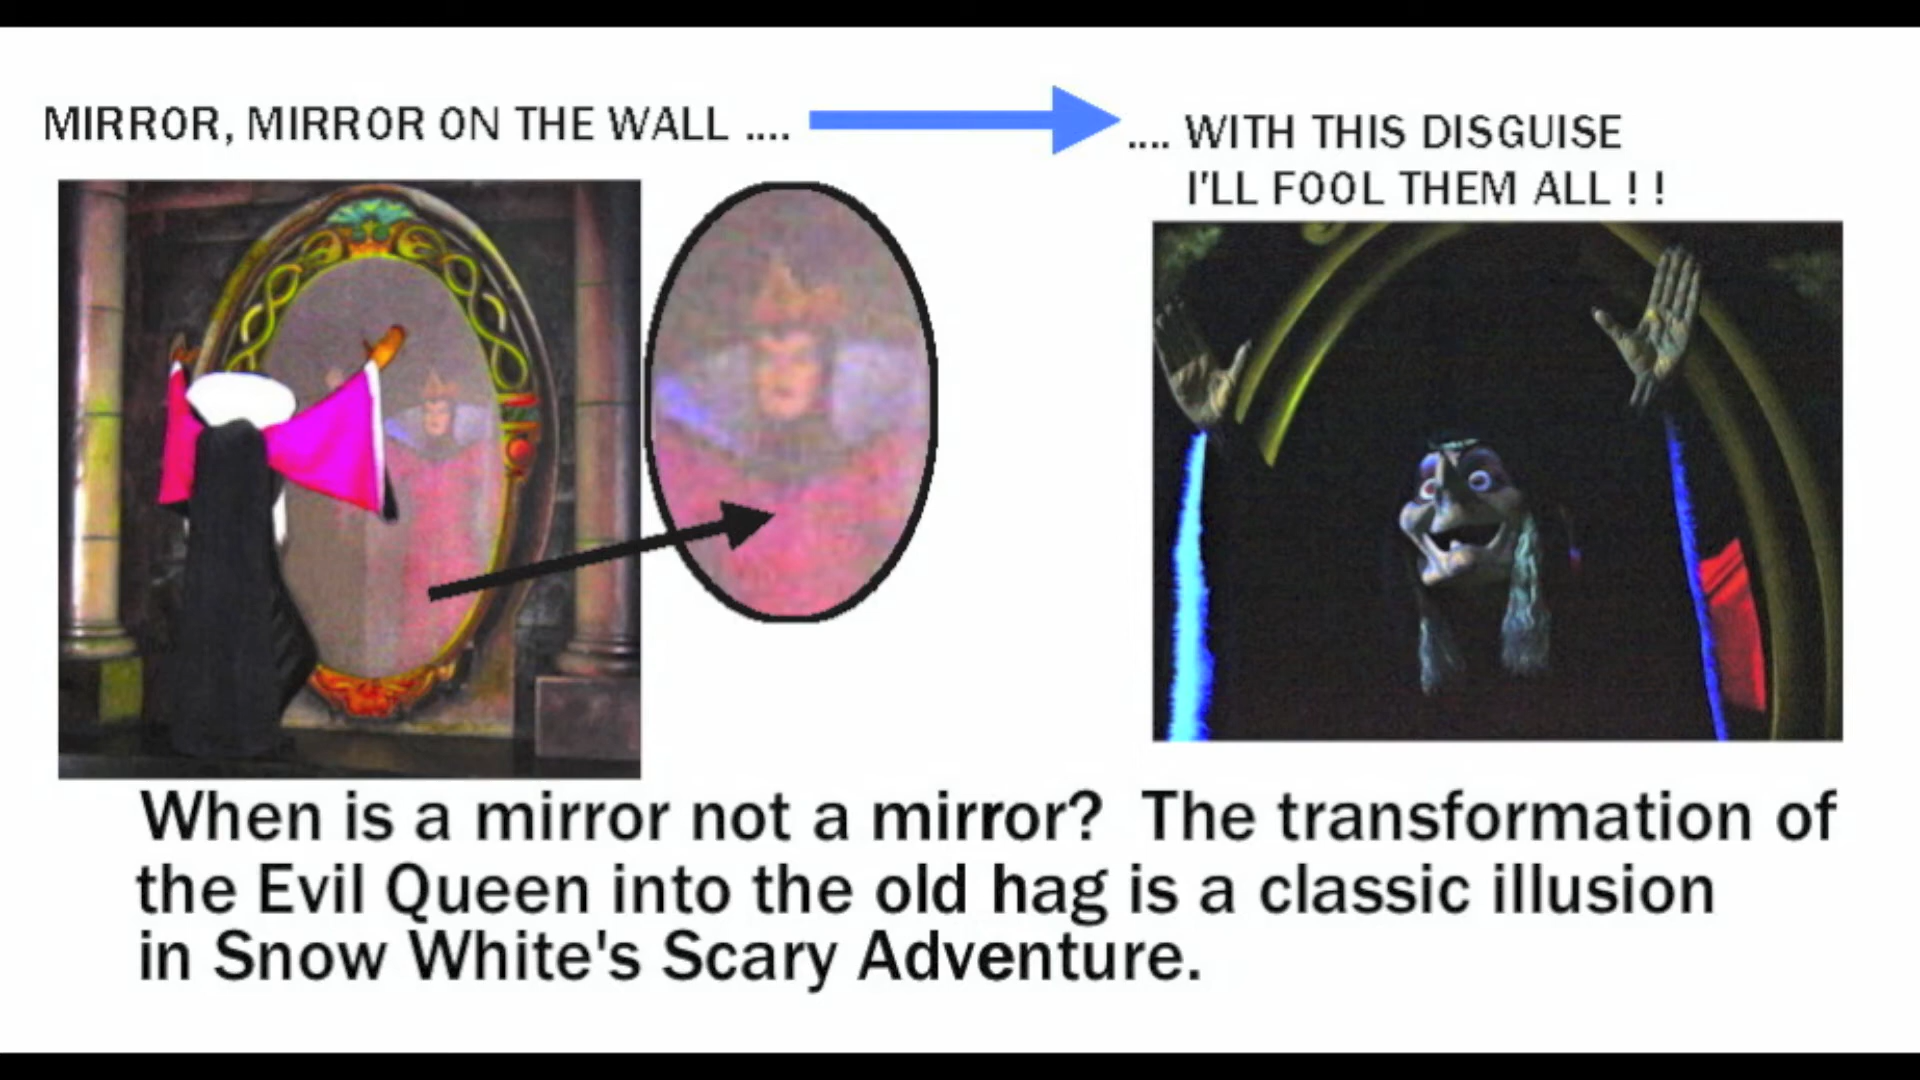 MIRROR, MIRROR ON THE WALL ....
.... WITH THIS DISGUISE
I'LL FOOL THEM ALL ! !
When is a mirror not a mirror?  The transformation of
the Evil Queen into the old hag is a classic illusion
in Snow White's Scary Adventure.